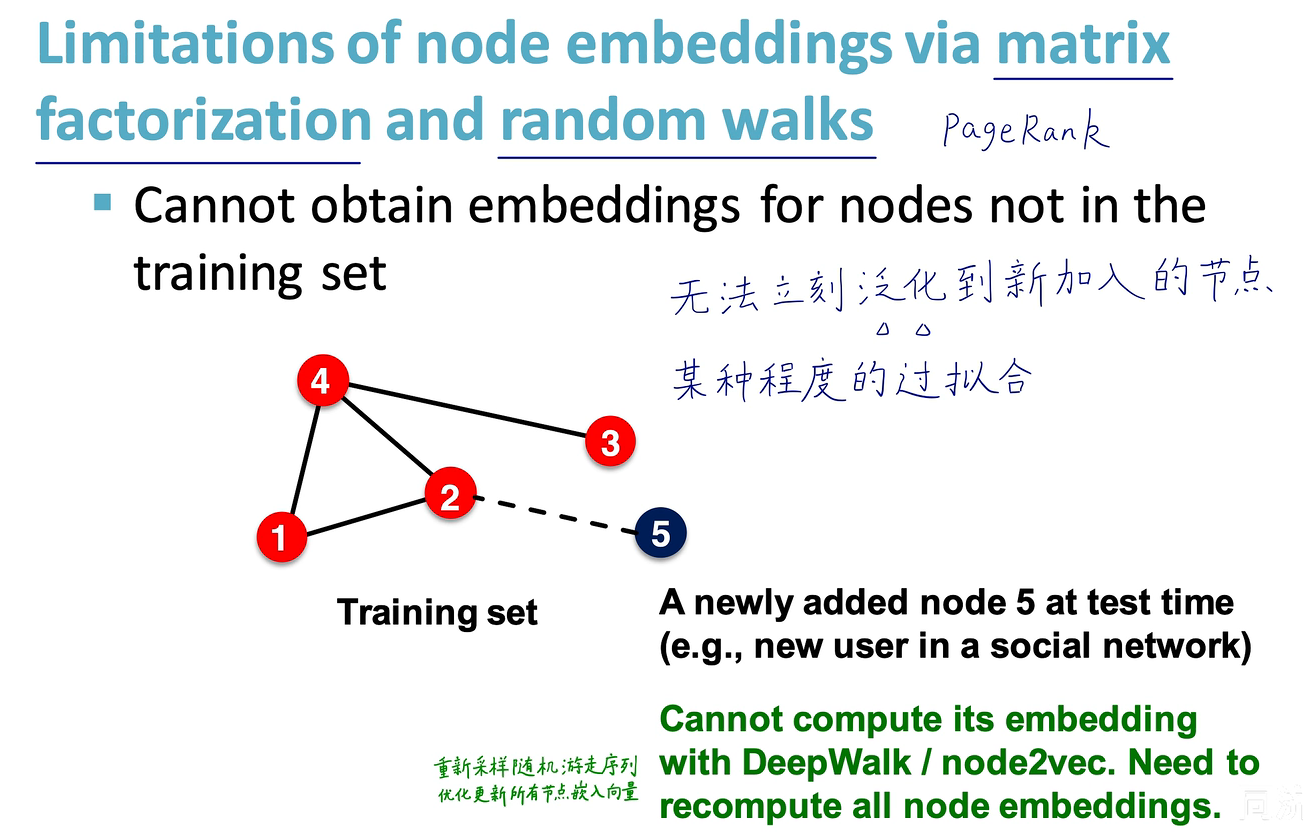 Limitations of node embeddings via matrix
factorization and random walks
PageRank
Cannot obtain embeddings for nodes not in the
training set
无法立刻泛化到新加入的节点
某种程度的过拟合
4
3
2
1
5
Training set
A newly added node 5 at test time
(e.g., new user in a social network)
Cannot compute its embedding
with DeepWalk / node2vec. Need to
recompute all node embeddings.
重新采样随机游走序列
优化更新所有节点嵌入向量